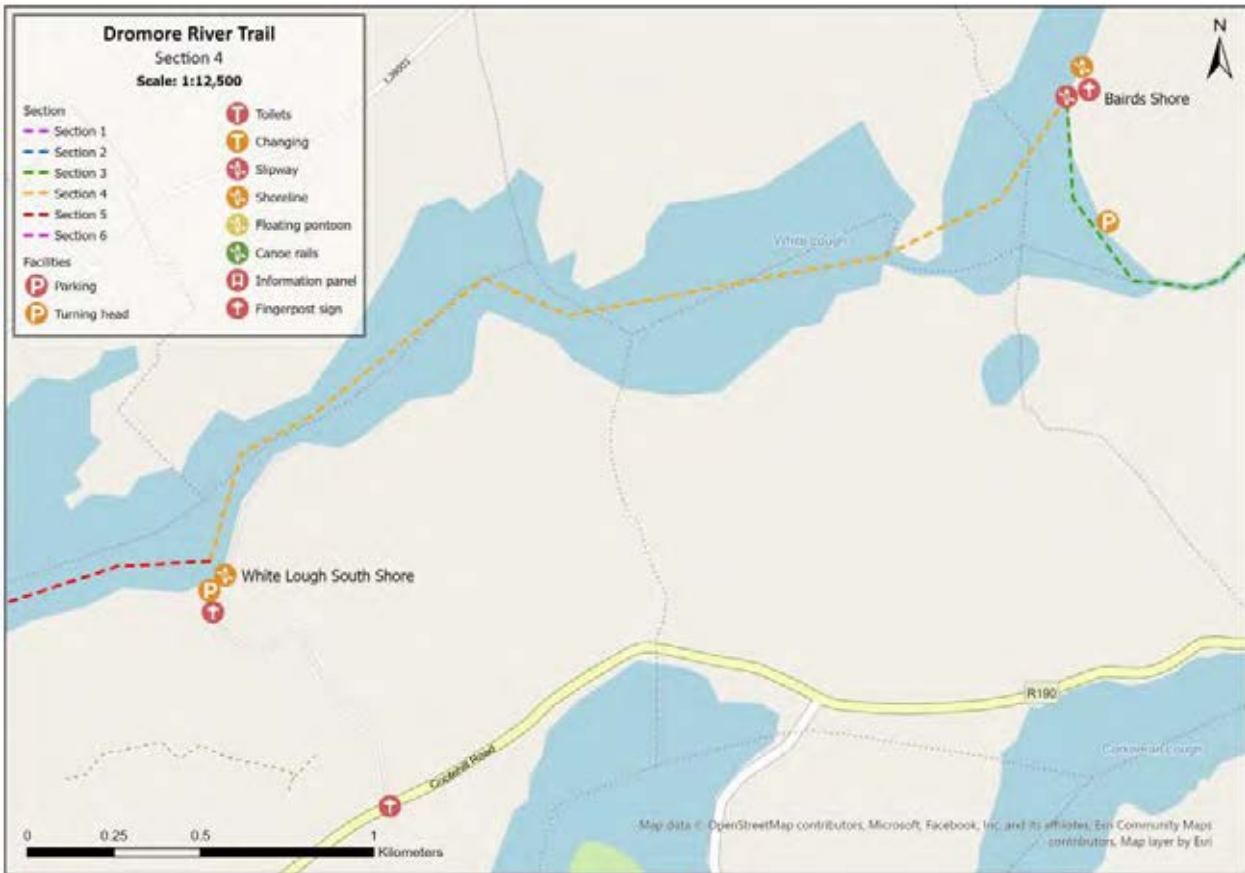 Dromore River Trail
Section 4
Scale: 1:12,500
Section
Section 1
Section 2
Section 3
Section 4
Section 5
Section 6
Facilities
Parking
Turning head
Toilets
Changing
Slipway
Shoreline
Floating pontoon
Canoe rails
Information panel
Fingerpost sign
N
Bairds Shore
White Lough
White Lough South Shore
R190
Cootehill Road
Lough
0 0.25 0.5 1
Kilometers
Map data © OpenStreetMap contributors, Microsoft, Facebook, Inc. and its affiliates, Esri Community Maps
contributors, Map layer by Esri